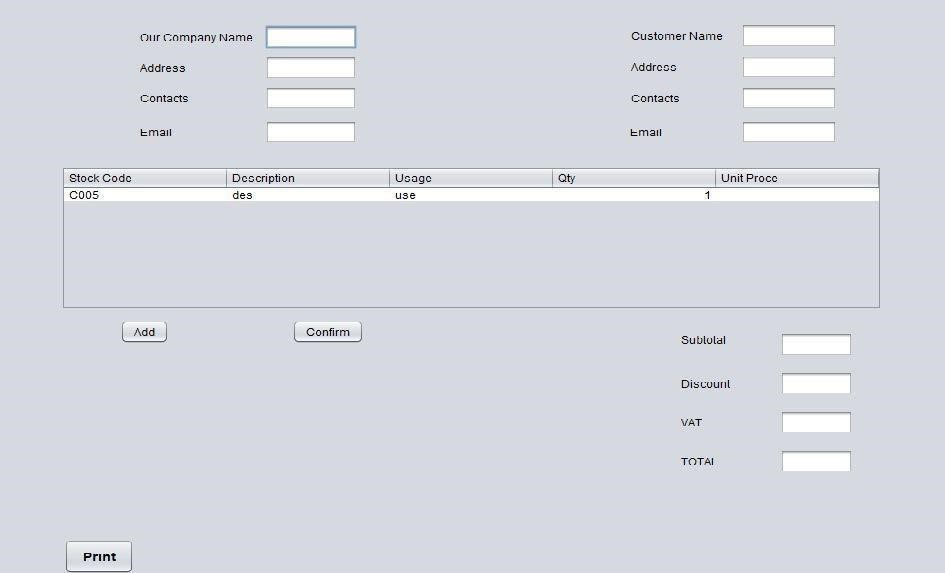 Our Company Name
Customer Name
Address
Address
Contacts
Contacts
Email
Email
Stock Code Description Usage Qty Unit Proce
C005 des use 1
Add Confirm
Subtotal
Discount
VAT
TOTAL
Print